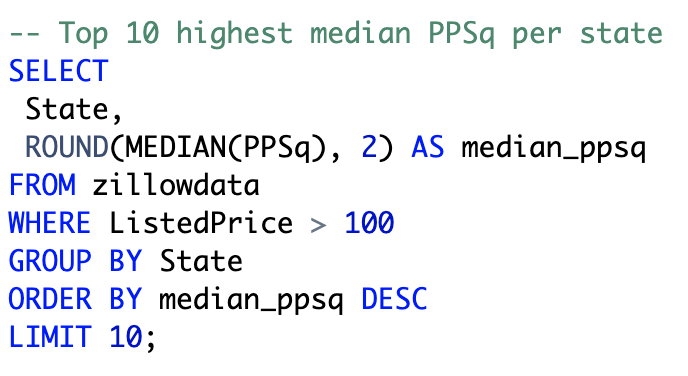 -- Top 10 highest median PPSq per state
SELECT
 State,
 ROUND(MEDIAN(PPSq), 2) AS median_ppsq
FROM zillowdata
WHERE ListedPrice > 100
GROUP BY State
ORDER BY median_ppsq DESC
LIMIT 10;